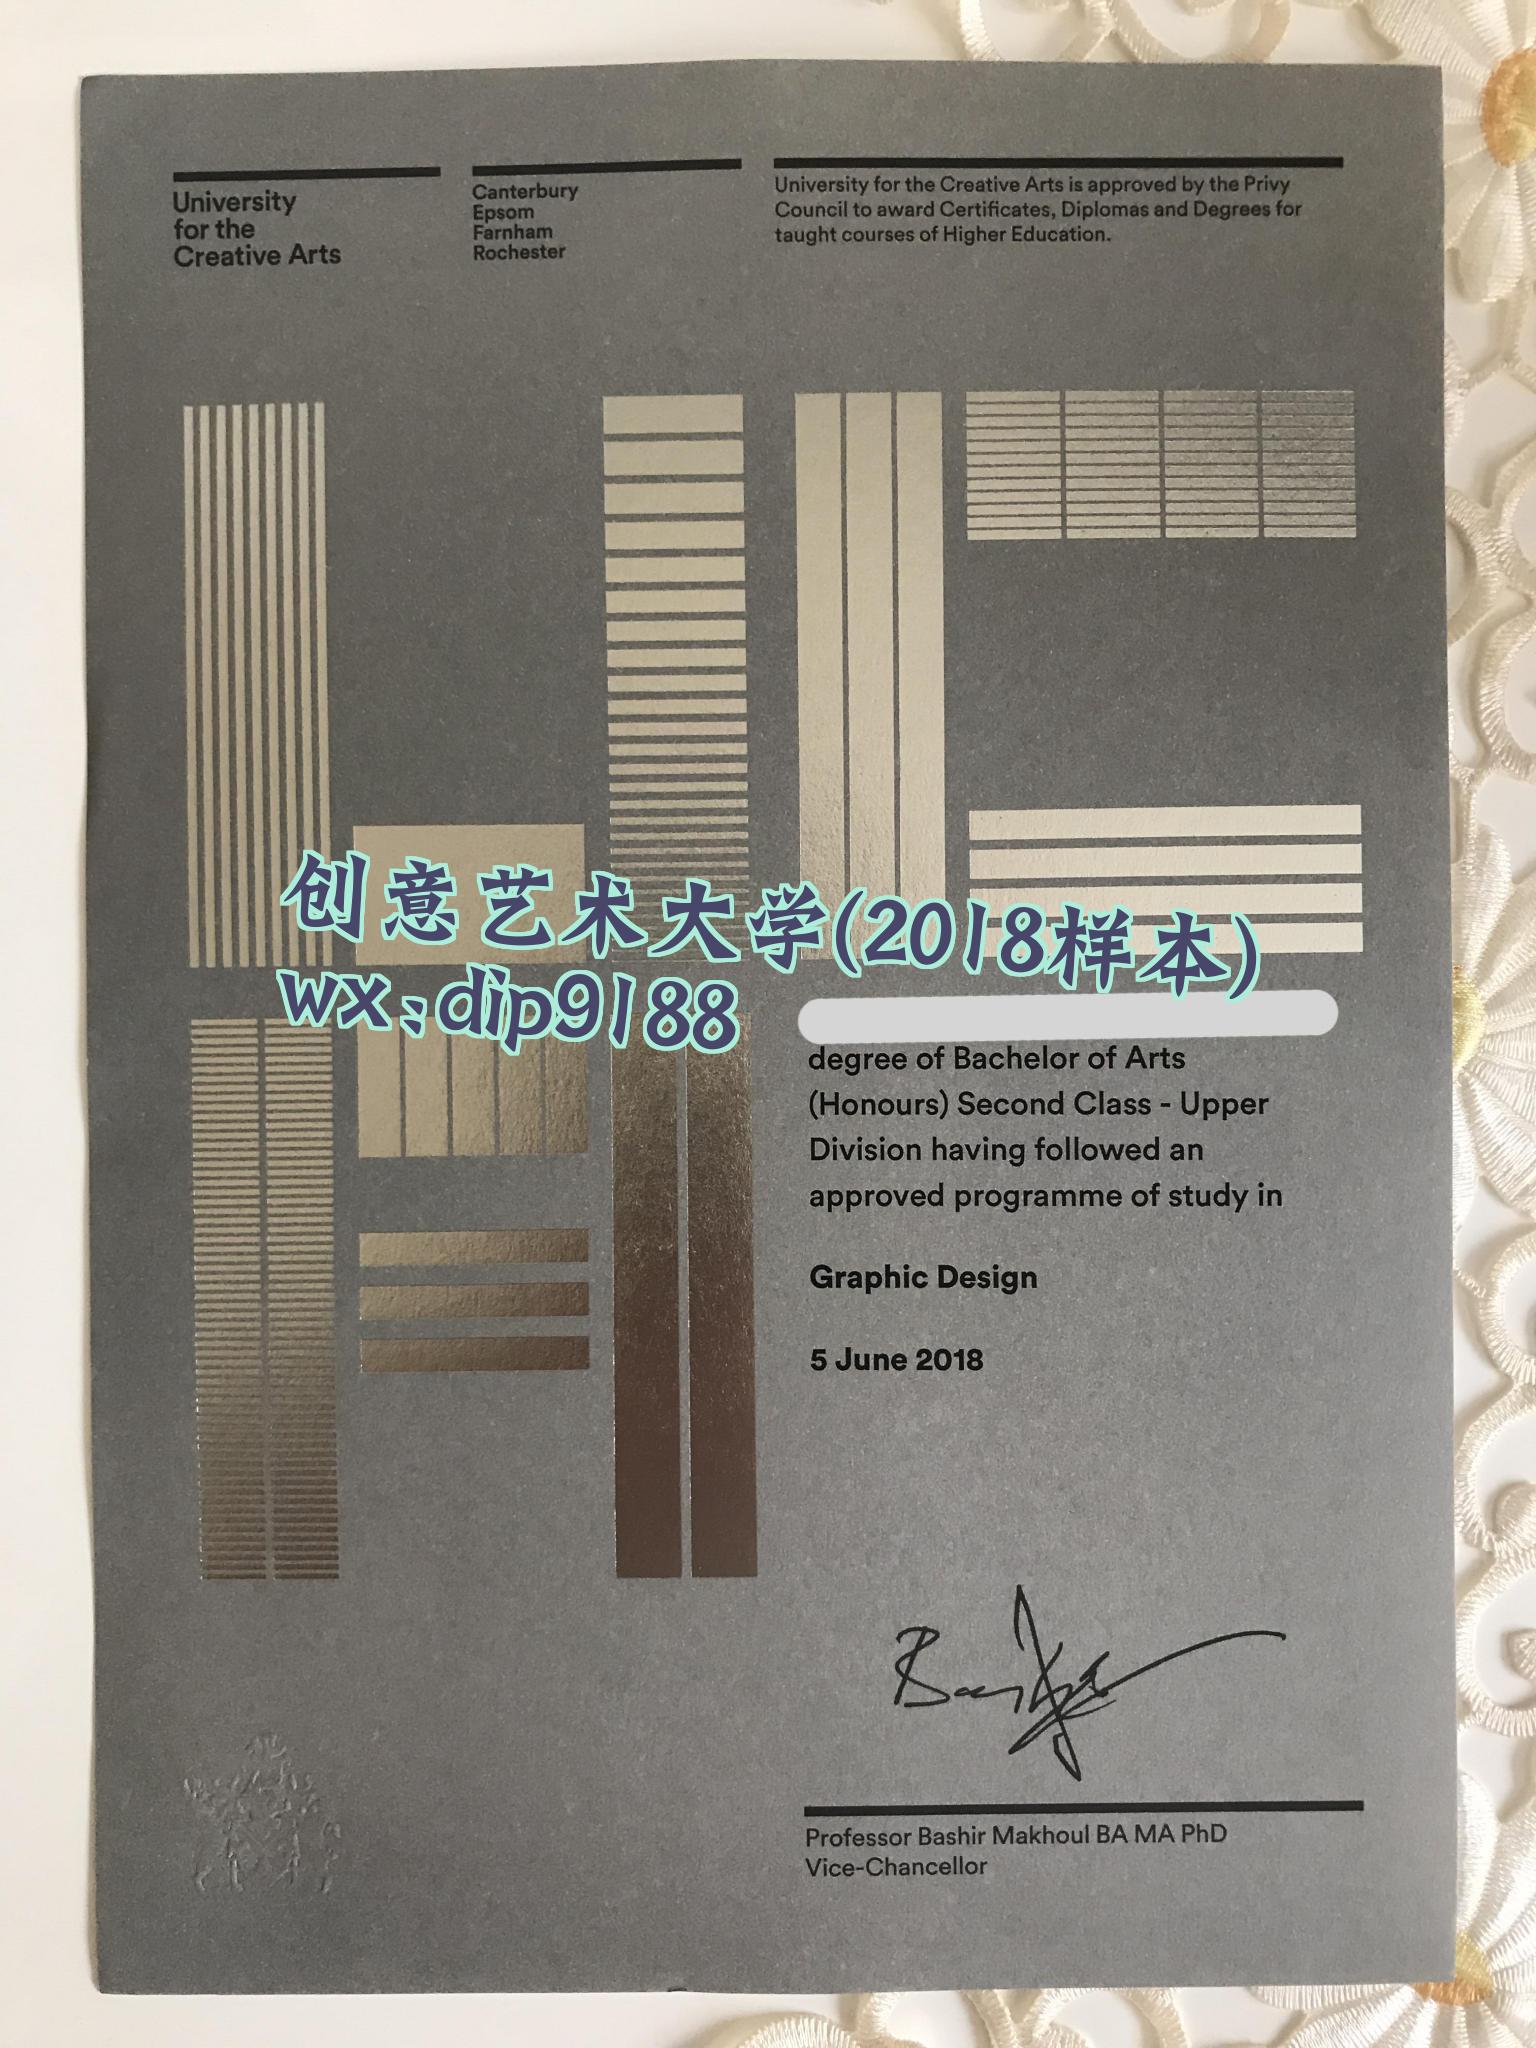 University
for the
Creative Arts
Canterbury
Epsom
Farnham
Rochester
University for the Creative Arts is approved by the Privy
Council to award Certificates, Diplomas and Degrees for
taught courses of Higher Education.
创意艺术大学(2018样本)
wx:dip9188
degree of Bachelor of Arts
(Honours) Second Class - Upper
Division having followed an
approved programme of study in
Graphic Design
5 June 2018
Professor Bashir Makhoul BA MA PhD
Vice-Chancellor